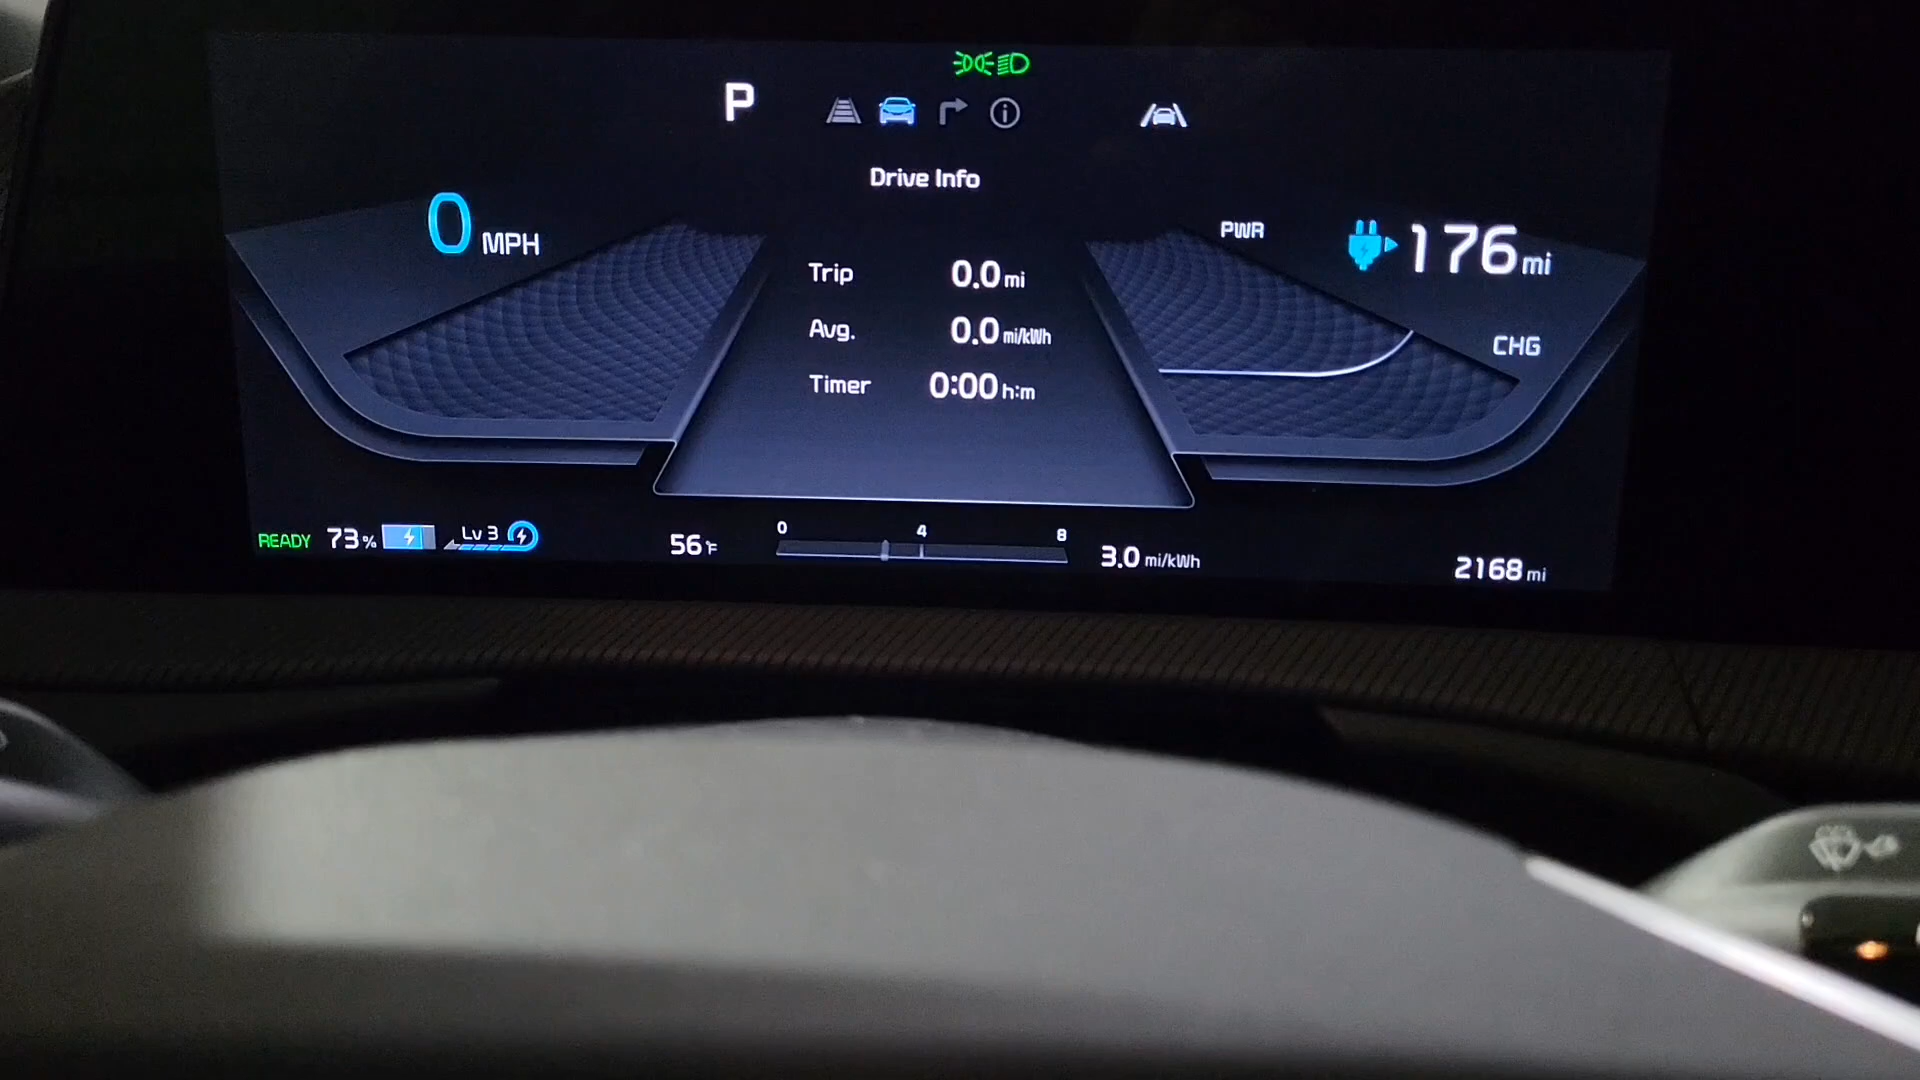 P
Drive Info
0 MPH
PWR
176 mi
Trip 0.0 mi
Avg. 0.0 mi/kWh
CHG
Timer 0:00 h:m
READY 73% Lv 3
56°F
0 4 8
3.0 mi/kWh
2168 mi